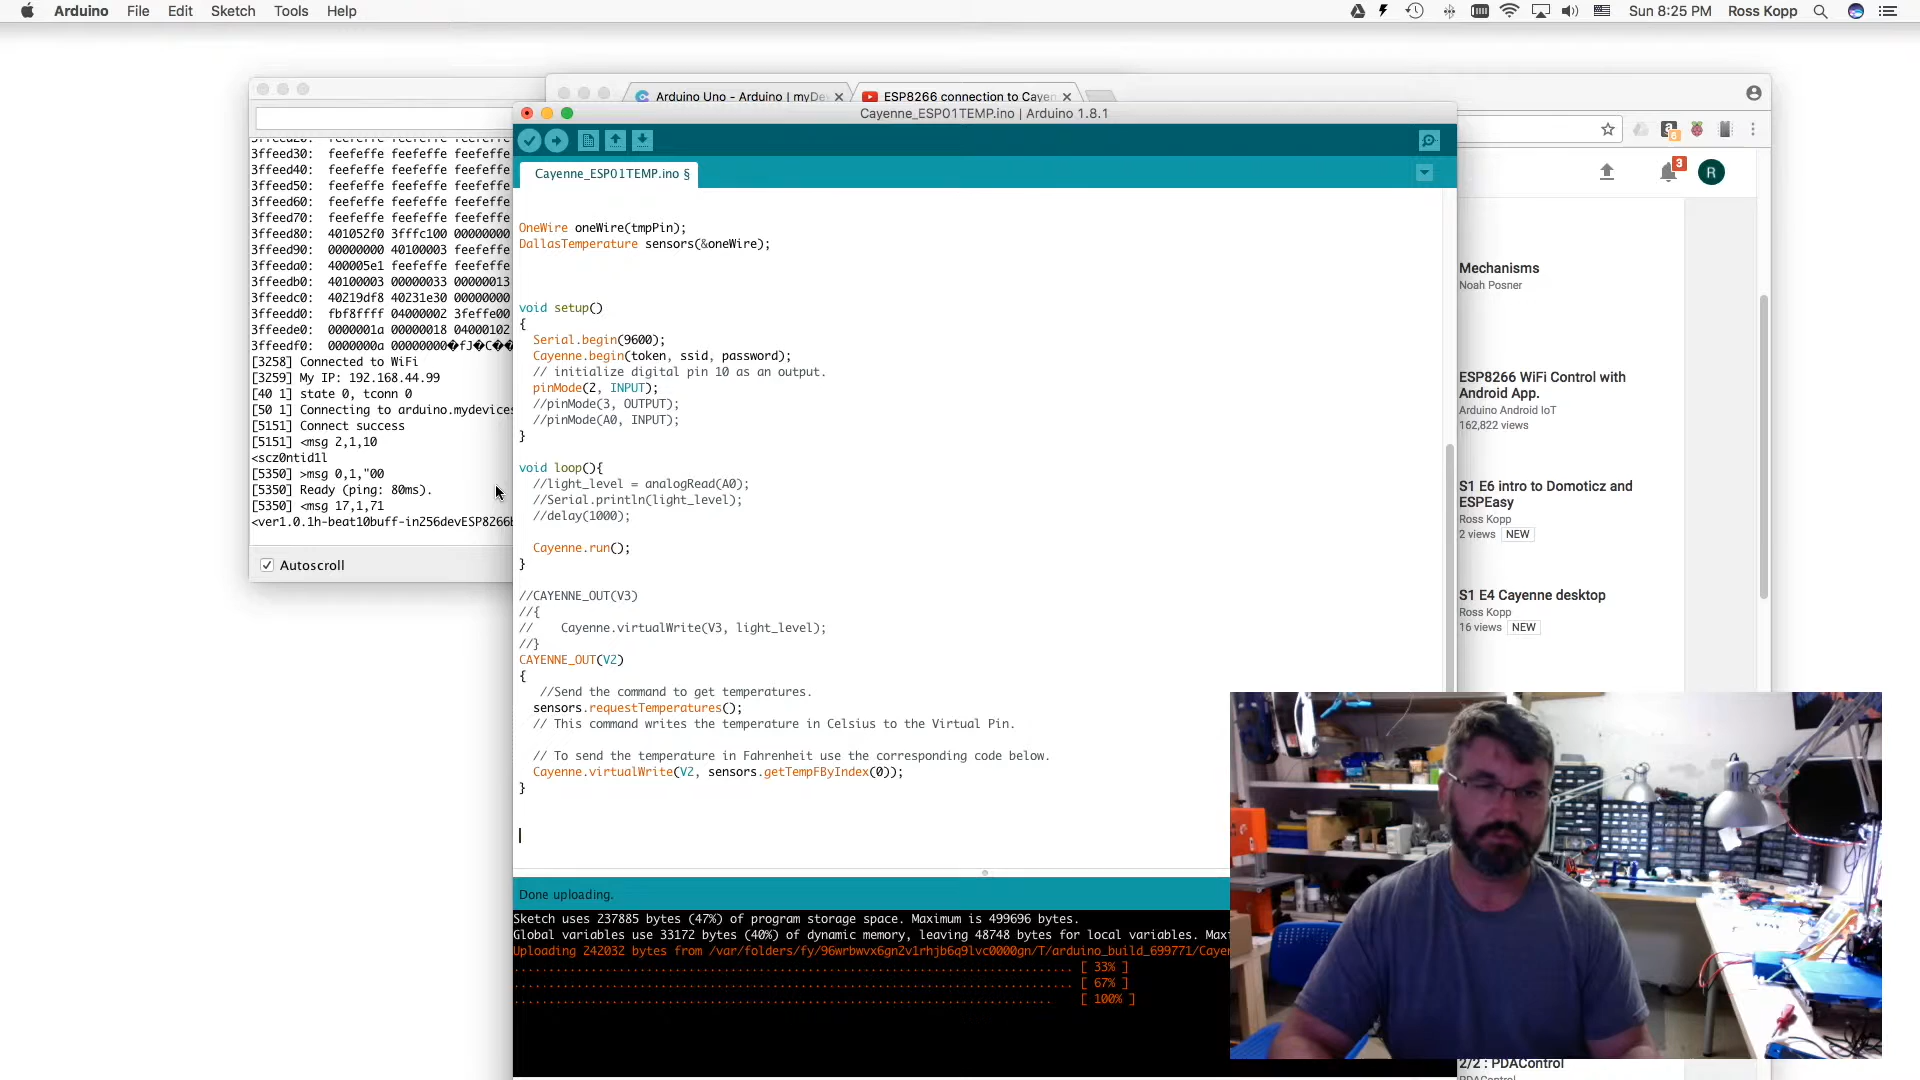 Arduino File Edit Sketch Tools Help
Sun 8:25 PM Ross Kopp
Arduino Uno - Arduino | myDev
ESP8266 connection to Cayen
Cayenne_ESP01TEMP.ino | Arduino 1.8.1
Cayenne_ESP01TEMP.ino §
3ffeed30: feefeffe feefeffe feefeffe
3ffeed40: feefeffe feefeffe feefeffe
3ffeed50: feefeffe feefeffe feefeffe
3ffeed60: feefeffe feefeffe feefeffe
3ffeed70: feefeffe feefeffe feefeffe
3ffeed80: 401052f0 3fffc100 00000000
3ffeed90: 00000000 40100003 feefeffe
3ffeeda0: 400005e1 feefeffe feefeffe
3ffeedb0: 40100003 00000033 00000013
3ffeedc0: 40219df8 40231e30 00000000
3ffeedd0: fbf8ffff 04000002 3feffe00
3ffeede0: 0000001a 00000018 04000102
3ffeedf0: 0000000a 00000000�fJ�C��
[3258] Connected to WiFi
[3259] My IP: 192.168.44.99
[40 1] state 0, tconn 0
[50 1] Connecting to arduino.mydevices
[5151] Connect success
[5151] <msg 2,1,10
<scz0ntid1l
[5350] >msg 0,1,"00
[5350] Ready (ping: 80ms).
[5350] <msg 17,1,71
<ver1.0.1h-beat10buff-in256devESP8266
Autoscroll
OneWire oneWire(tmpPin);
DallasTemperature sensors(&oneWire);
void setup()
{
Serial.begin(9600);
Cayenne.begin(token, ssid, password);
// initialize digital pin 10 as an output.
pinMode(2, INPUT);
//pinMode(3, OUTPUT);
//pinMode(A0, INPUT);
}
void loop(){
//light_level = analogRead(A0);
//Serial.println(light_level);
//delay(1000);
Cayenne.run();
}
//CAYENNE_OUT(V3)
//{
// Cayenne.virtualWrite(V3, light_level);
//}
CAYENNE_OUT(V2)
{
//Send the command to get temperatures.
sensors.requestTemperatures();
// This command writes the temperature in Celsius to the Virtual Pin.
// To send the temperature in Fahrenheit use the corresponding code below.
Cayenne.virtualWrite(V2, sensors.getTempFByIndex(0));
}
Done uploading.
Sketch uses 237885 bytes (47%) of program storage space. Maximum is 499696 bytes.
Global variables use 33172 bytes (40%) of dynamic memory, leaving 48748 bytes for local variables. Maxi
Uploading 242032 bytes from /var/folders/fy/96wrbwvx6gn2v1rhjb6q9lvc0000gn/T/arduino_build_699771/Cayen
................................................................................ [ 33% ]
................................................................................ [ 67% ]
............................................................................. [ 100% ]
3
R
6
Mechanisms
Noah Posner
ESP8266 WiFi Control with
Android App.
Arduino Android IoT
162,822 views
S1 E6 intro to Domoticz and
ESPEasy
Ross Kopp
2 views NEW
S1 E4 Cayenne desktop
Ross Kopp
16 views NEW
2/2 : PDAControl